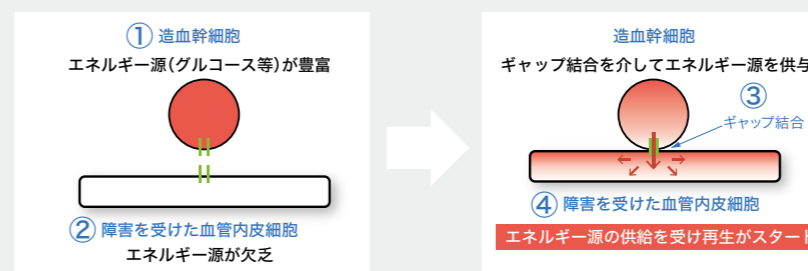 ① 造血幹細胞
エネルギー源(グルコース等)が豊富
② 障害を受けた血管内皮細胞
エネルギー源が欠乏
造血幹細胞
ギャップ結合を介してエネルギー源を供与
③
ギャップ結合
④ 障害を受けた血管内皮細胞
エネルギー源の供給を受け再生がスタート